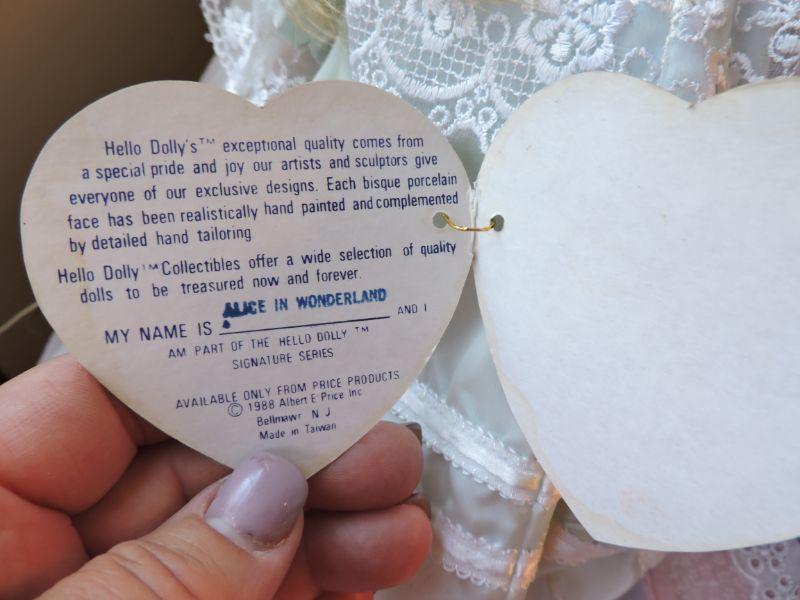 Hello Dolly's™ exceptional quality comes from
a special pride and joy our artists and sculptors give
everyone of our exclusive designs. Each bisque porcelain
face has been realistically hand painted and complemented
by detailed hand tailoring
Hello Dolly™ Collectibles offer a wide selection of quality
dolls to be treasured now and forever.
MY NAME IS ALICE IN WONDERLAND AND I
AM PART OF THE HELLO DOLLY ™
SIGNATURE SERIES
AVAILABLE ONLY FROM PRICE PRODUCTS
© 1988 Albert E Price Inc
Bellmawr N J
Made in Taiwan